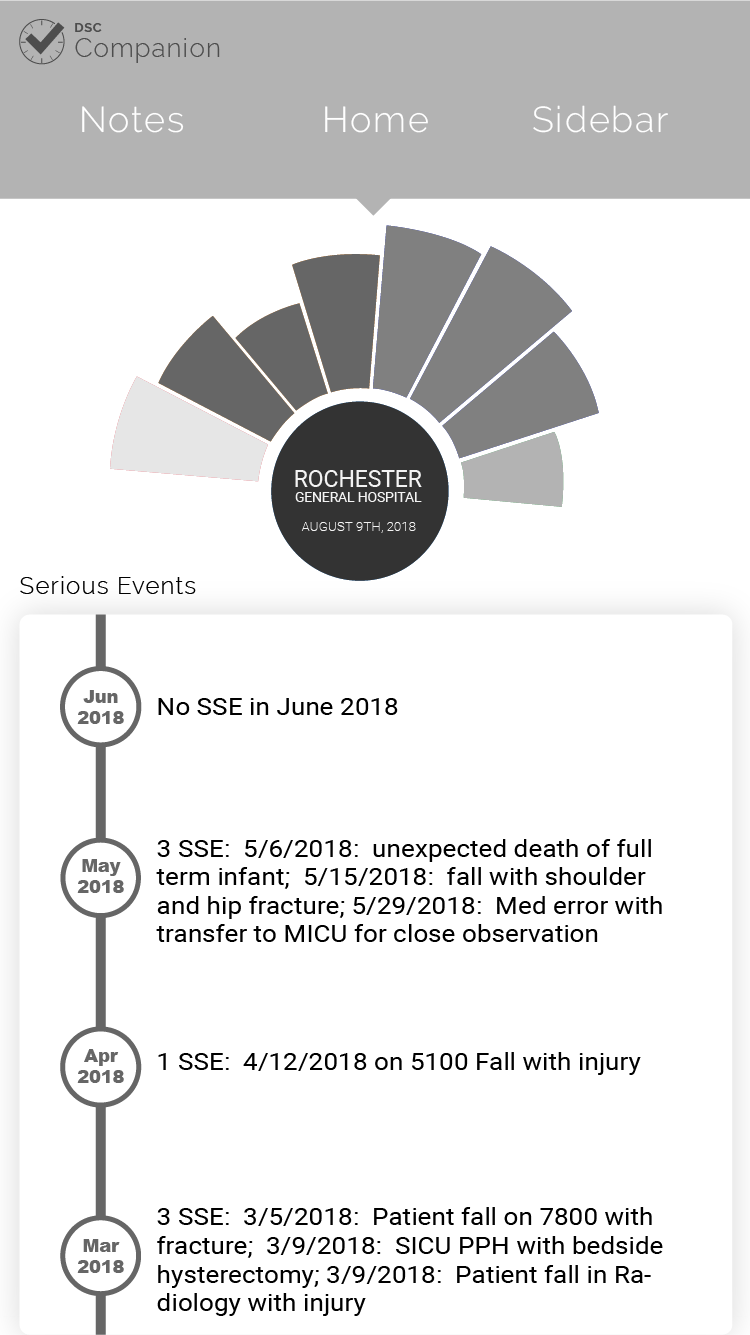 DSC
Companion
Notes Home Sidebar
ROCHESTER
GENERAL HOSPITAL
AUGUST 9TH, 2018
Serious Events
Jun
2018
No SSE in June 2018
May
2018
3 SSE: 5/6/2018: unexpected death of full
term infant; 5/15/2018: fall with shoulder
and hip fracture; 5/29/2018: Med error with
transfer to MICU for close observation
Apr
2018
1 SSE: 4/12/2018 on 5100 Fall with injury
Mar
2018
3 SSE: 3/5/2018: Patient fall on 7800 with
fracture; 3/9/2018: SICU PPH with bedside
hysterectomy; 3/9/2018: Patient fall in Ra-
diology with injury